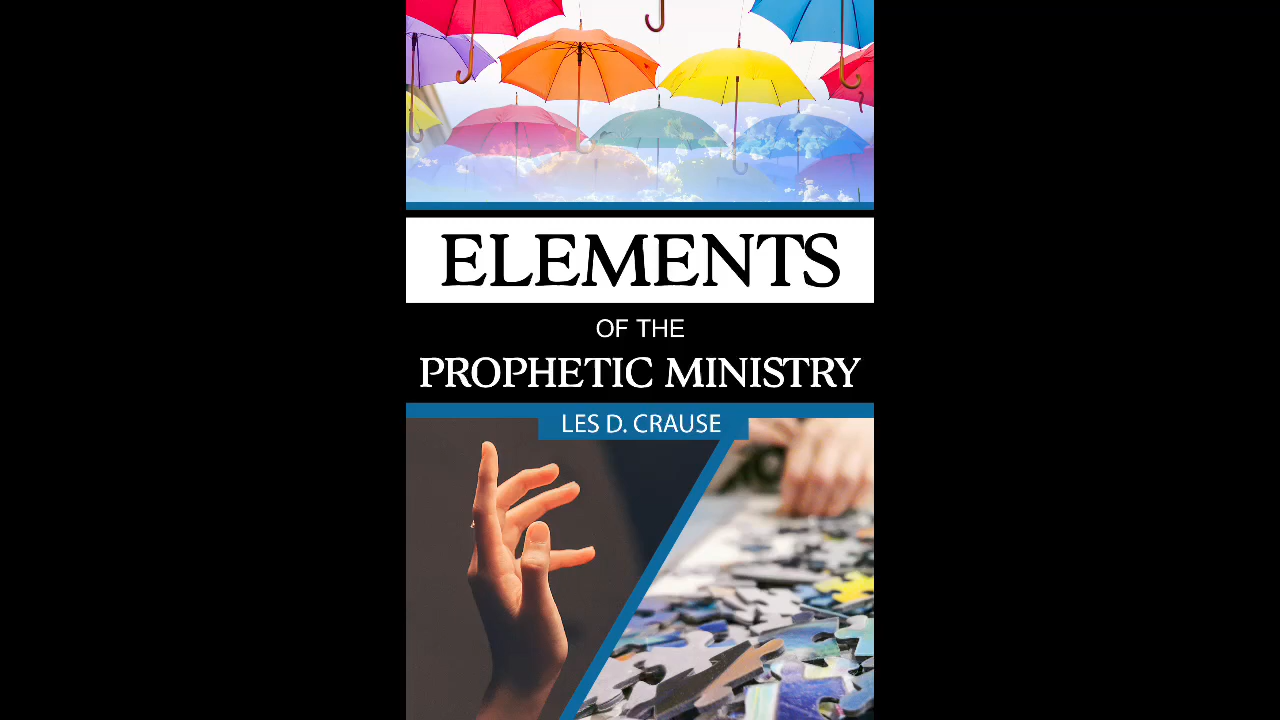 ELEMENTS
OF THE
PROPHETIC MINISTRY
LES D. CRAUSE